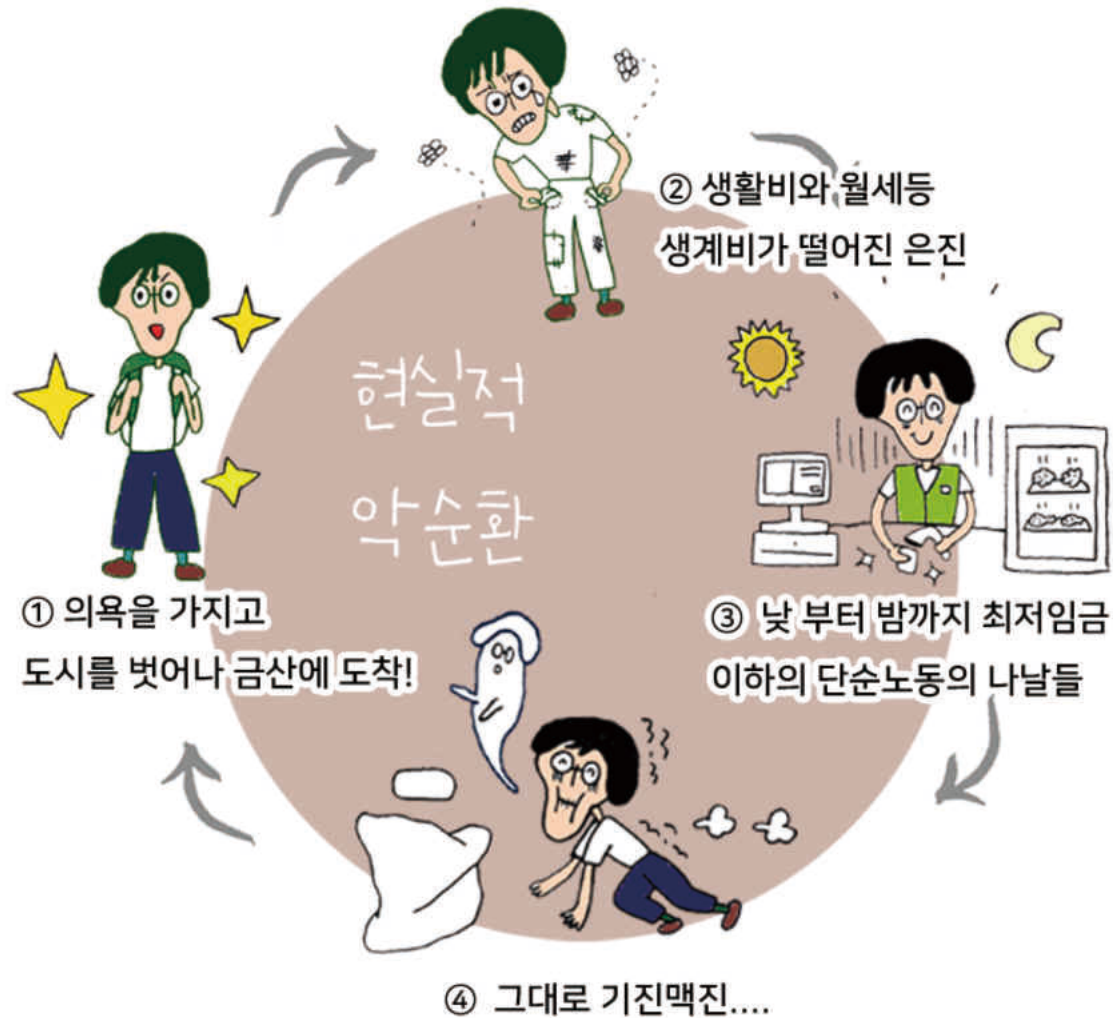 현실적
악순환
① 의욕을 가지고
도시를 벗어나 금산에 도착!
② 생활비와 월세등
생계비가 떨어진 은진
③ 낮 부터 밤까지 최저임금
이하의 단순노동의 나날들
④ 그대로 기진맥진....